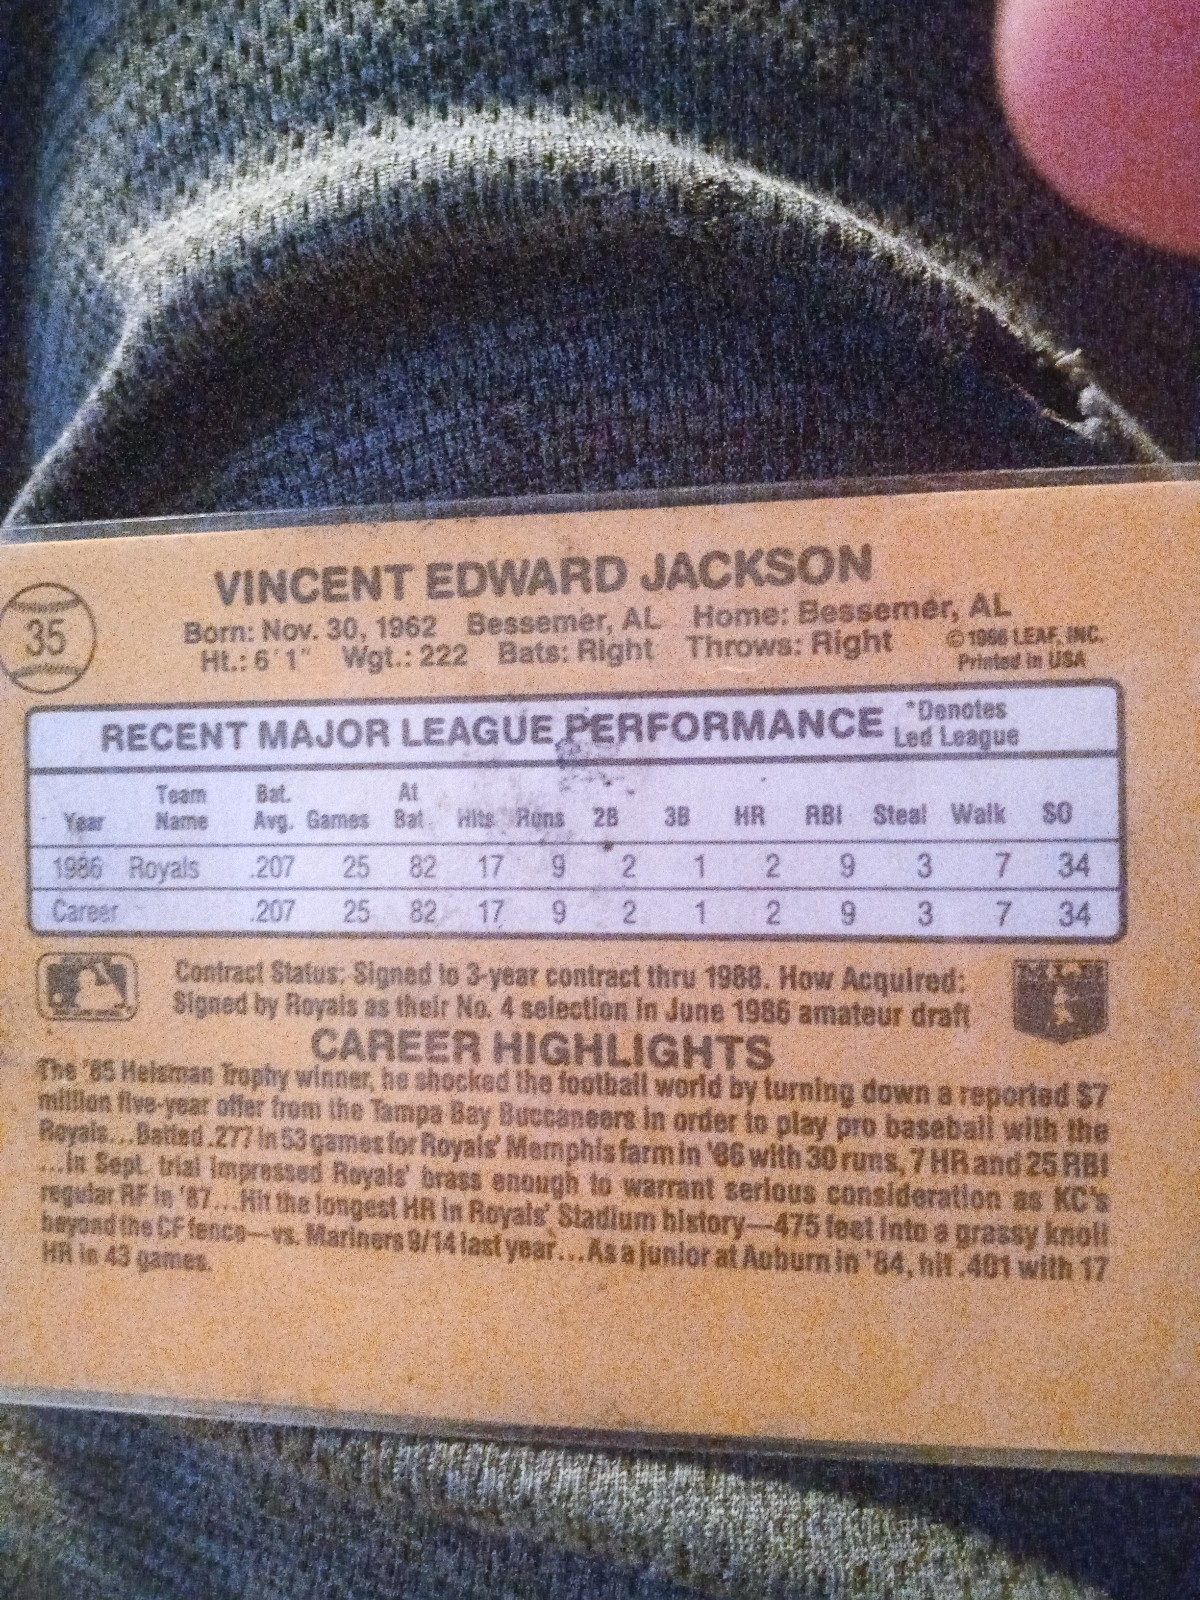 VINCENT EDWARD JACKSON
35
Born: Nov. 30, 1962 Bessemer, AL Home: Bessemer, AL
Ht.: 6'1" Wgt.: 222 Bats: Right Throws: Right
©1986 LEAF, INC.
Printed in USA
RECENT MAJOR LEAGUE PERFORMANCE
*Denotes
Led League
Year Team Name Bat. Avg. Games At Bat Hits Runs 2B 3B HR RBI Steal Walk SO
1986 Royals .207 25 82 17 9 2 1 2 9 3 7 34
Career .207 25 82 17 9 2 1 2 9 3 7 34
Contract Status: Signed to 3-year contract thru 1988. How Acquired:
Signed by Royals as their No. 4 selection in June 1986 amateur draft
MLB
CAREER HIGHLIGHTS
The '85 Heisman Trophy winner, he shocked the football world by turning down a reported $7
million five-year offer from the Tampa Bay Buccaneers in order to play pro baseball with the
Royals...Batted .277 in 53 games for Royals' Memphis farm in '86 with 30 runs, 7 HR and 25 RBI
...In Sept. trial impressed Royals' brass enough to warrant serious consideration as KC's
regular RF in '87...Hit the longest HR in Royals' Stadium history—475 feet into a grassy knoll
beyond the CF fence—vs. Mariners 9/14 last year...As a junior at Auburn in '84, hit .401 with 17
HR in 43 games.